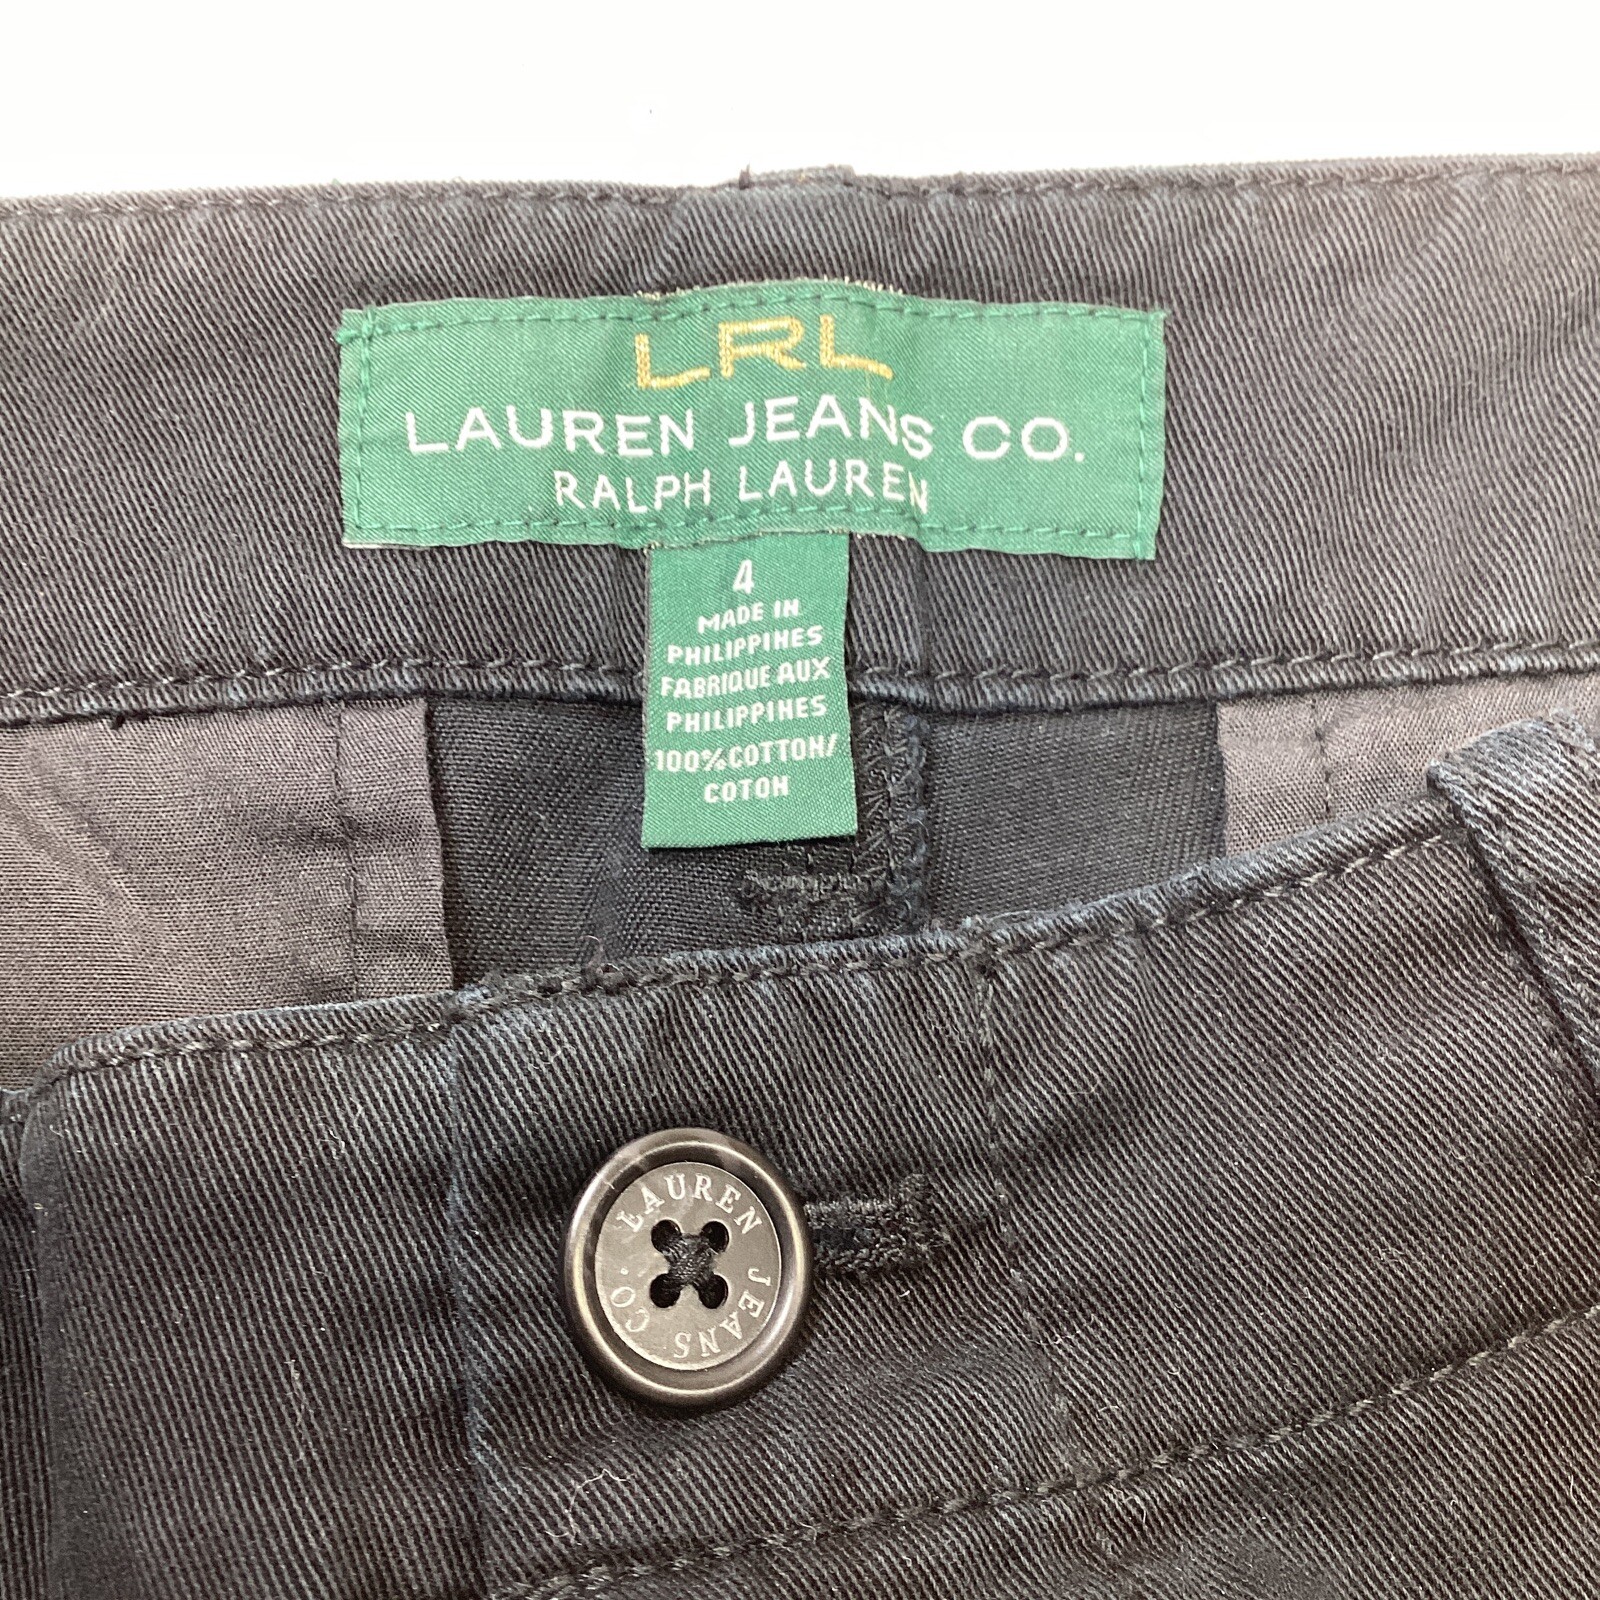 LRL
LAUREN JEANS CO.
RALPH LAUREN
4
MADE IN
PHILIPPINES
FABRIQUE AUX
PHILIPPINES
100%COTTON/
COTON
LAUREN JEANS CO.